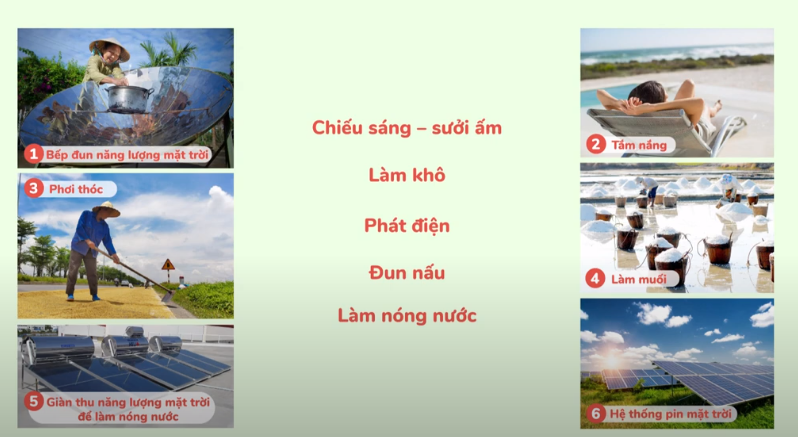 1 Bếp đun năng lượng mặt trời
3 Phơi thóc
5 Giàn thu năng lượng mặt trời
để làm nóng nước
Chiếu sáng – sưởi ấm
Làm khô
Phát điện
Đun nấu
Làm nóng nước
2 Tắm nắng
4 Làm muối
6 Hệ thống pin mặt trời